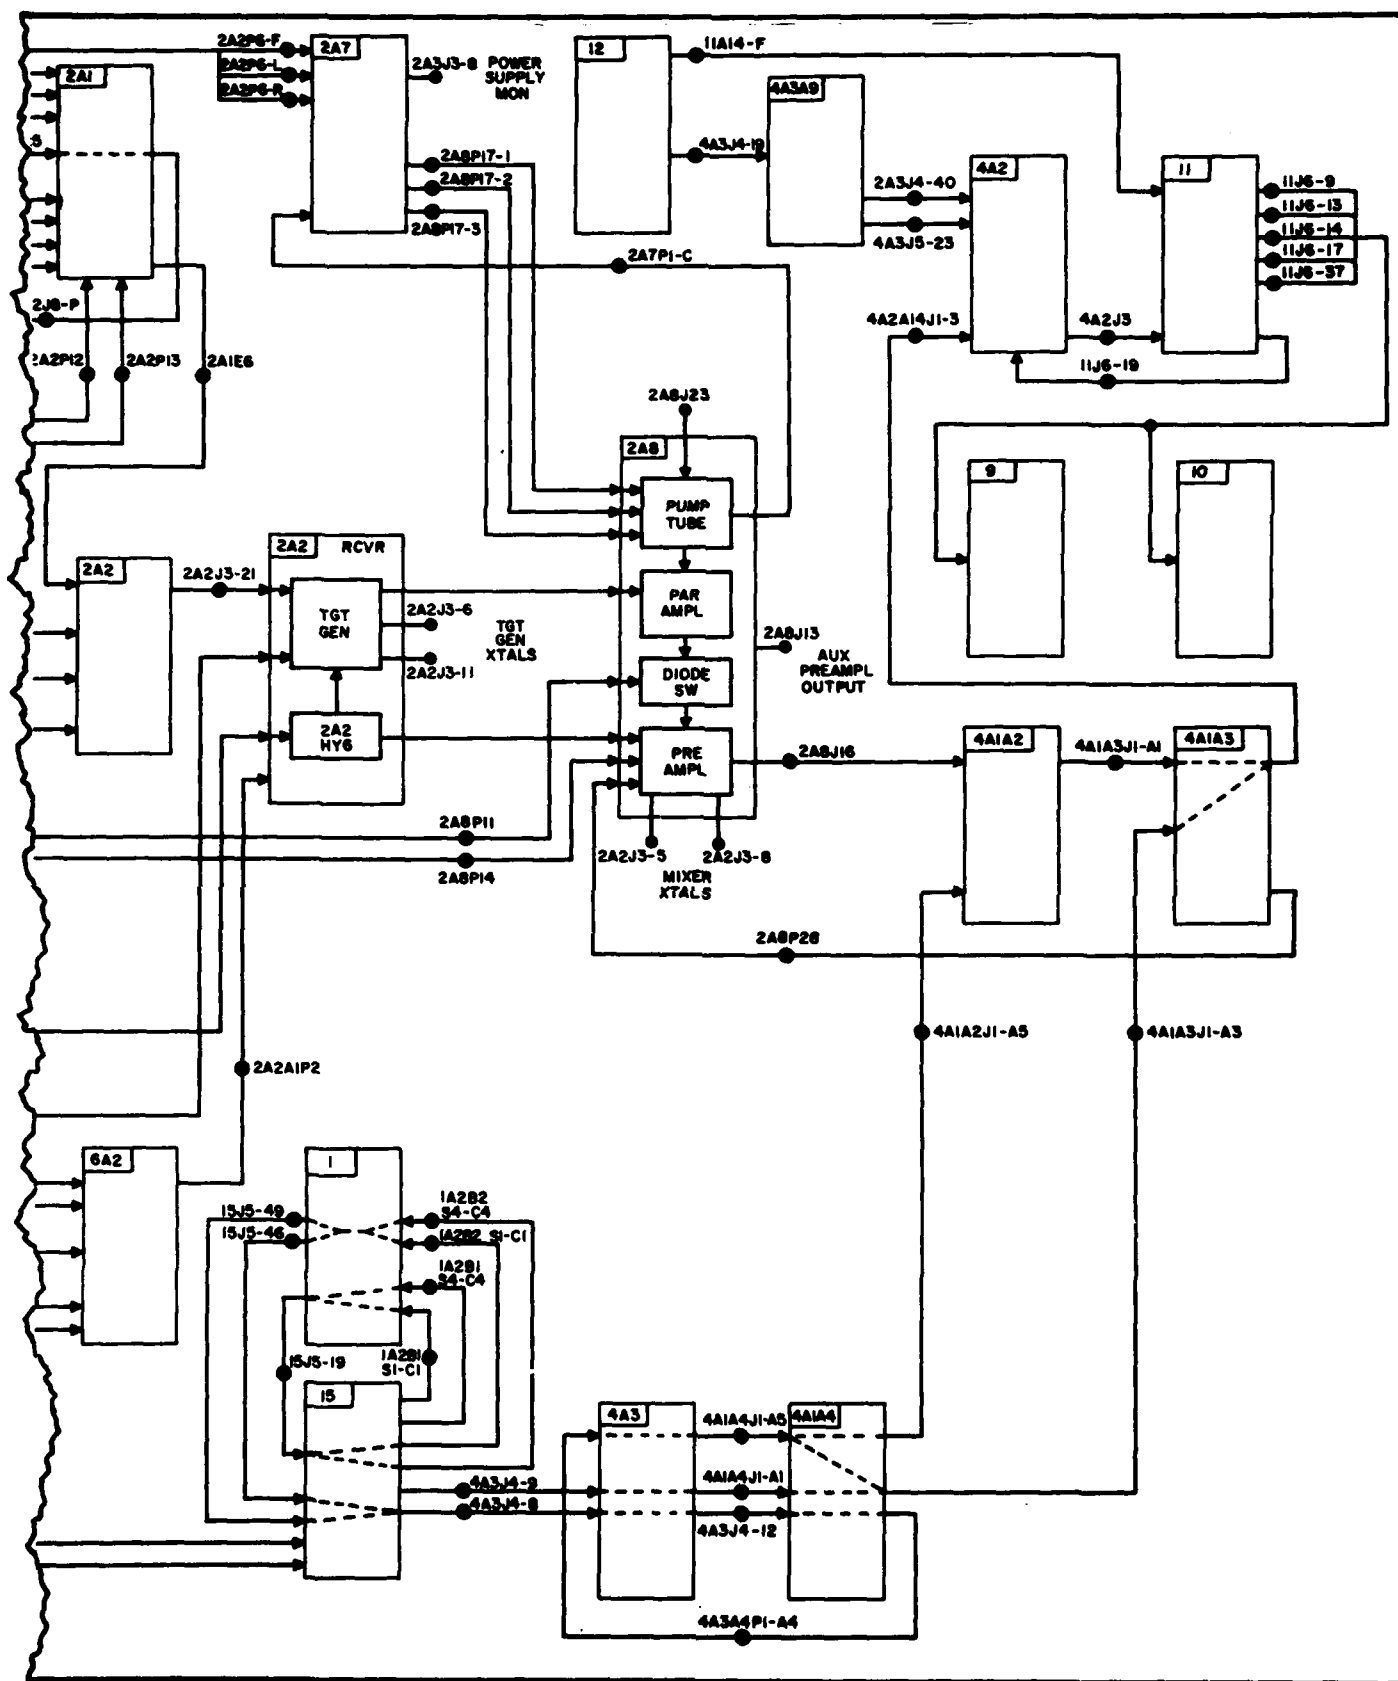 2A2P6-F
2A2P6-L
2A2P6-R
2A7
2A3J3-8
POWER
SUPPLY
MON
2A8P17-1
2A8P17-2
2A8P17-3
2A7P1-C
12
11A14-F
4A3J4-19
4A3A9
2A3J4-40
4A3J5-23
4A2
11
11J6-9
11J6-13
11J6-14
11J6-17
11J6-37
4A2A14J1-3
4A2J3
11J6-19
2A1
5
2J8-P
2A2P12
2A2P13
2A1E6
2A8J23
2A8
PUMP
TUBE
PAR
AMPL
DIODE
SW
PRE
AMPL
2A8J13
AUX
PREAMPL
OUTPUT
9
10
2A2
2A2J3-21
2A2
RCVR
TGT
GEN
2A2
HY6
2A2J3-6
TGT
GEN
XTALS
2A2J3-11
2A8P11
2A8P14
2A2J3-5
2A2J3-8
MIXER
XTALS
2A8J16
4A1A2
4A1A3J1-A1
4A1A3
2A8P28
4A1A2J1-A5
4A1A3J1-A3
2A2A1P2
6A2
1
15J5-49
15J5-46
1A2B2
S4-C4
1A2B2 S1-C1
1A2B1
S4-C4
15J5-19
1A2B1
S1-C1
15
4A3J4-9
4A3J4-8
4A3
4A1A4J1-A5
4A1A4
4A1A4J1-A1
4A3J4-12
4A3A4P1-A4